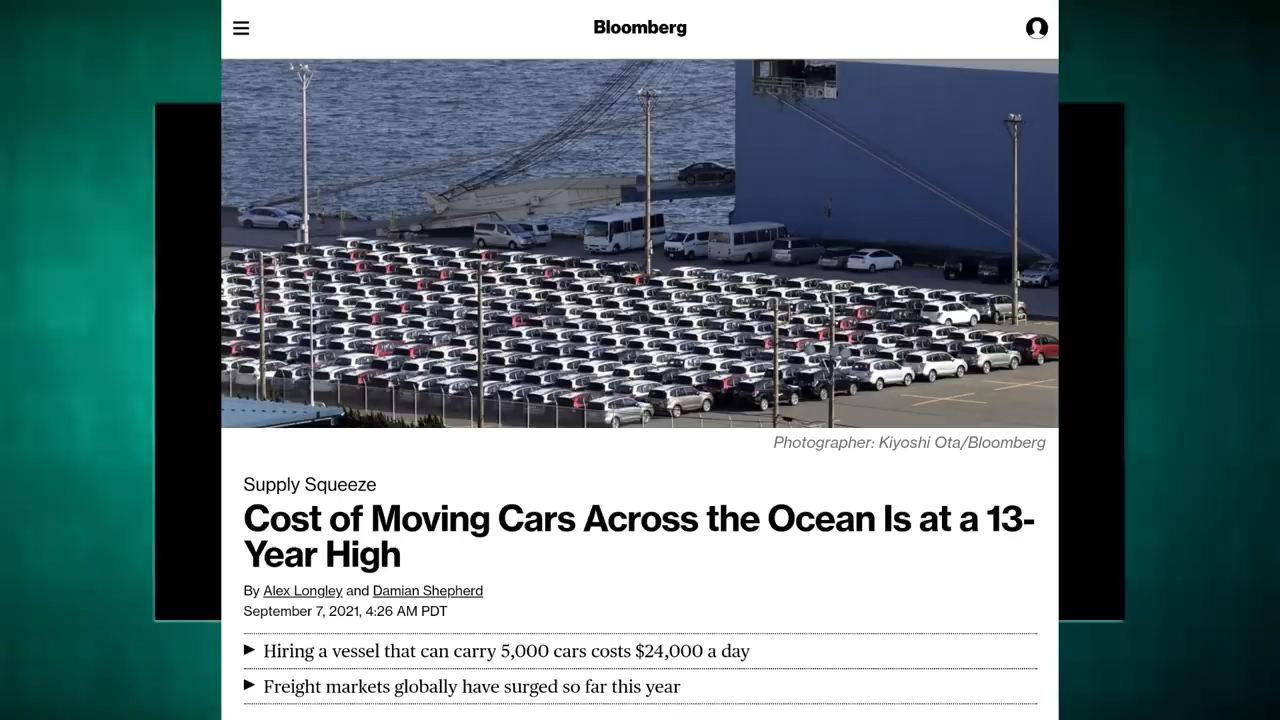 Bloomberg
Photographer: Kiyoshi Ota/Bloomberg
Supply Squeeze
Cost of Moving Cars Across the Ocean Is at a 13-
Year High
By Alex Longley and Damian Shepherd
September 7, 2021, 4:26 AM PDT
Hiring a vessel that can carry 5,000 cars costs $24,000 a day
Freight markets globally have surged so far this year